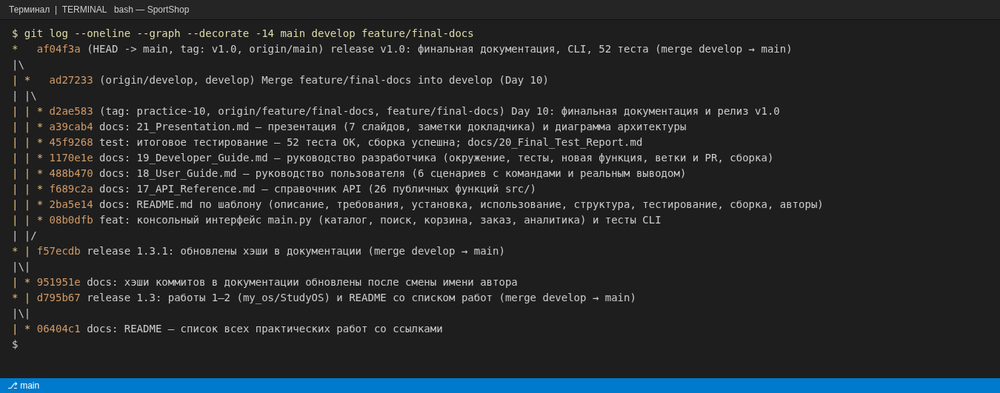 Терминал | TERMINAL bash — SportShop
$ git log --oneline --graph --decorate -14 main develop feature/final-docs
*   af04f3a (HEAD -> main, tag: v1.0, origin/main) release v1.0: финальная документация, CLI, 52 теста (merge develop → main)
|\
| *   ad27233 (origin/develop, develop) Merge feature/final-docs into develop (Day 10)
| |\
| | * d2ae583 (tag: practice-10, origin/feature/final-docs, feature/final-docs) Day 10: финальная документация и релиз v1.0
| | * a39cab4 docs: 21_Presentation.md — презентация (7 слайдов, заметки докладчика) и диаграмма архитектуры
| | * 45f9268 test: итоговое тестирование — 52 теста OK, сборка успешна; docs/20_Final_Test_Report.md
| | * 1170e1e docs: 19_Developer_Guide.md — руководство разработчика (окружение, тесты, новая функция, ветки и PR, сборка)
| | * 488b470 docs: 18_User_Guide.md — руководство пользователя (6 сценариев с командами и реальным выводом)
| | * f689c2a docs: 17_API_Reference.md — справочник API (26 публичных функций src/)
| | * 2ba5e14 docs: README.md по шаблону (описание, требования, установка, использование, структура, тестирование, сборка, авторы)
| | * 08b0dfb feat: консольный интерфейс main.py (каталог, поиск, корзина, заказ, аналитика) и тесты CLI
| |/
* | f57ecdb release 1.3.1: обновлены хэши в документации (merge develop → main)
|\|
| * 951951e docs: хэши коммитов в документации обновлены после смены имени автора
* | d795b67 release 1.3: работы 1–2 (my_os/StudyOS) и README со списком работ (merge develop → main)
|\|
| * 06404c1 docs: README — список всех практических работ со ссылками
$
⎇ main